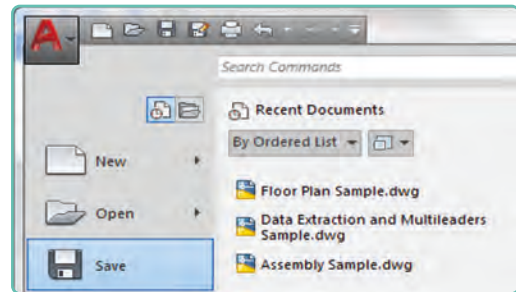 A
Search Commands
Recent Documents
By Ordered List
New
Floor Plan Sample.dwg
Open
Data Extraction and Multileaders
Sample.dwg
Save
Assembly Sample.dwg